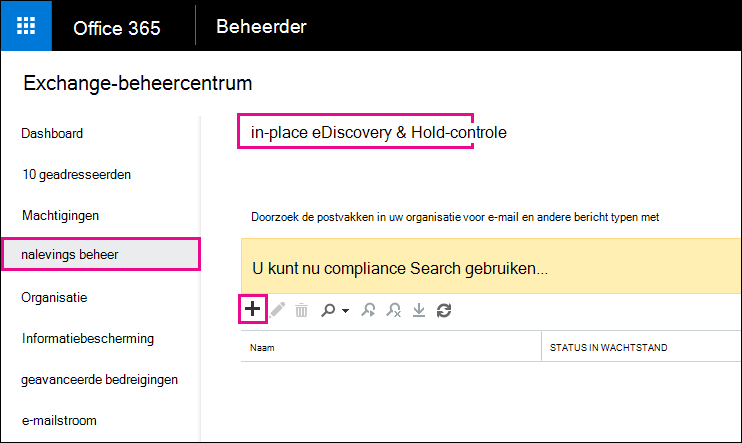 Office 365 Beheerder
Exchange-beheercentrum
Dashboard
10 geadresseerden
Machtigingen
nalevings beheer
Organisatie
Informatiebescherming
geavanceerde bedreigingen
e-mailstroom
in-place eDiscovery & Hold-controle
Doorzoek de postvakken in uw organisatie voor e-mail en andere bericht typen met
U kunt nu compliance Search gebruiken...
Naam STATUS IN WACHTSTAND